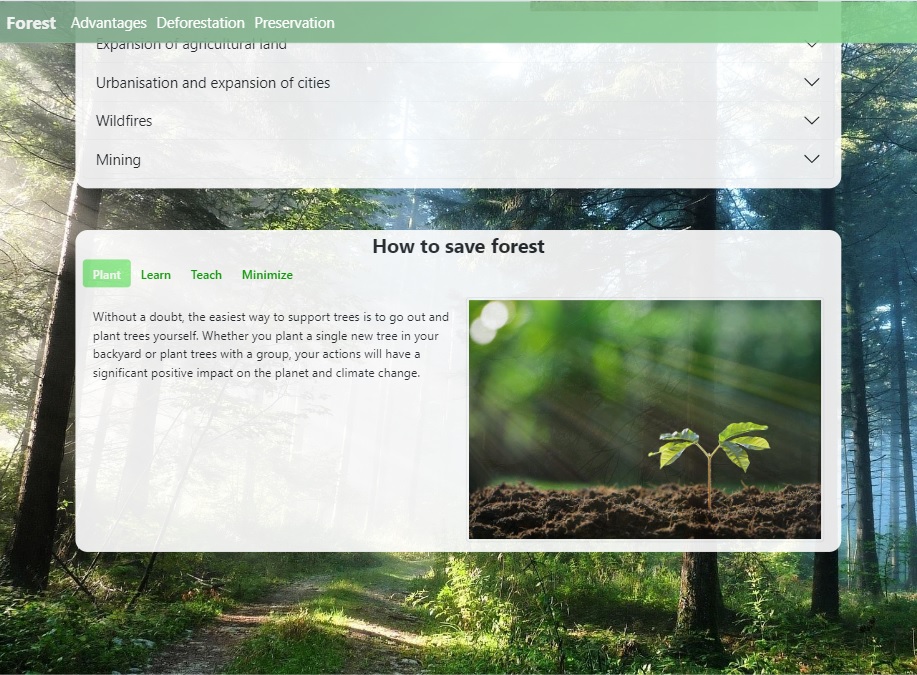 Forest Advantages Deforestation Preservation
Expansion of agricultural land
Urbanisation and expansion of cities
Wildfires
Mining
How to save forest
Plant Learn Teach Minimize
Without a doubt, the easiest way to support trees is to go out and
plant trees yourself. Whether you plant a single new tree in your
backyard or plant trees with a group, your actions will have a
significant positive impact on the planet and climate change.